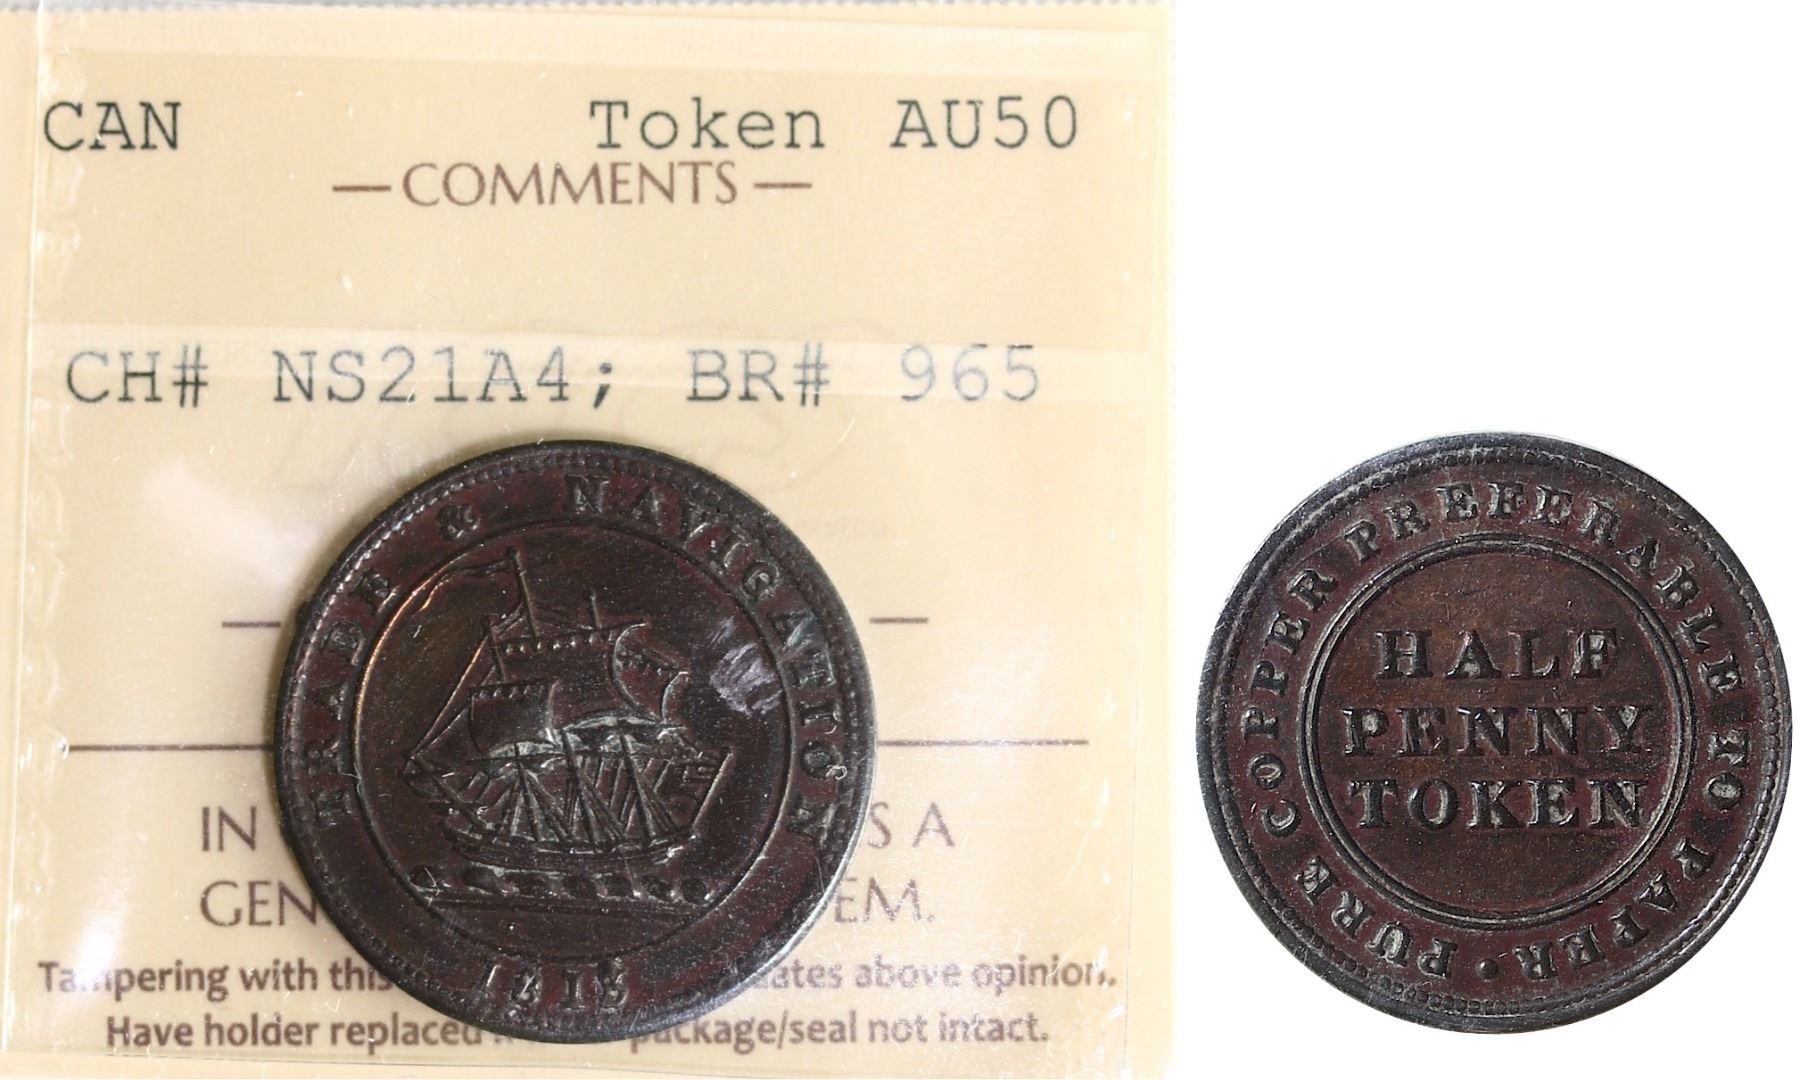 CAN Token AU50
— COMMENTS —
CH# NS21A4; BR# 965
TRADE & NAVIGATION
IN S A
GEN EM.
Tampering with this ates above opinion.
Have holder replaced package/seal not intact.
PURE COPPER PREFERABLE TO PAPER •
HALF
PENNY
TOKEN